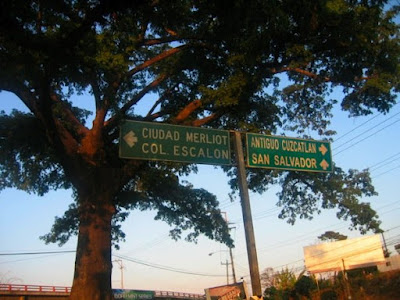 CIUDAD MERLIOT
COL ESCALON
ANTIGUO CUZCATLAN
SAN SALVADOR